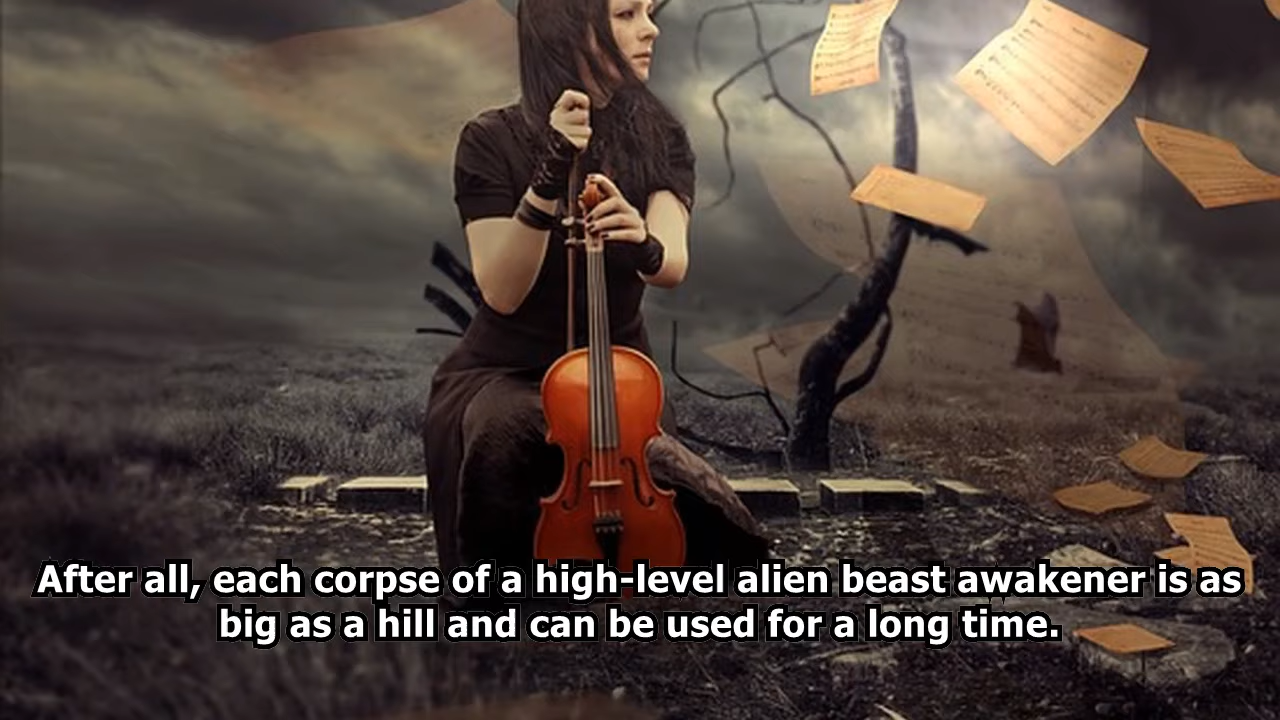 After all, each corpse of a high-level alien beast awakener is as
big as a hill and can be used for a long time.